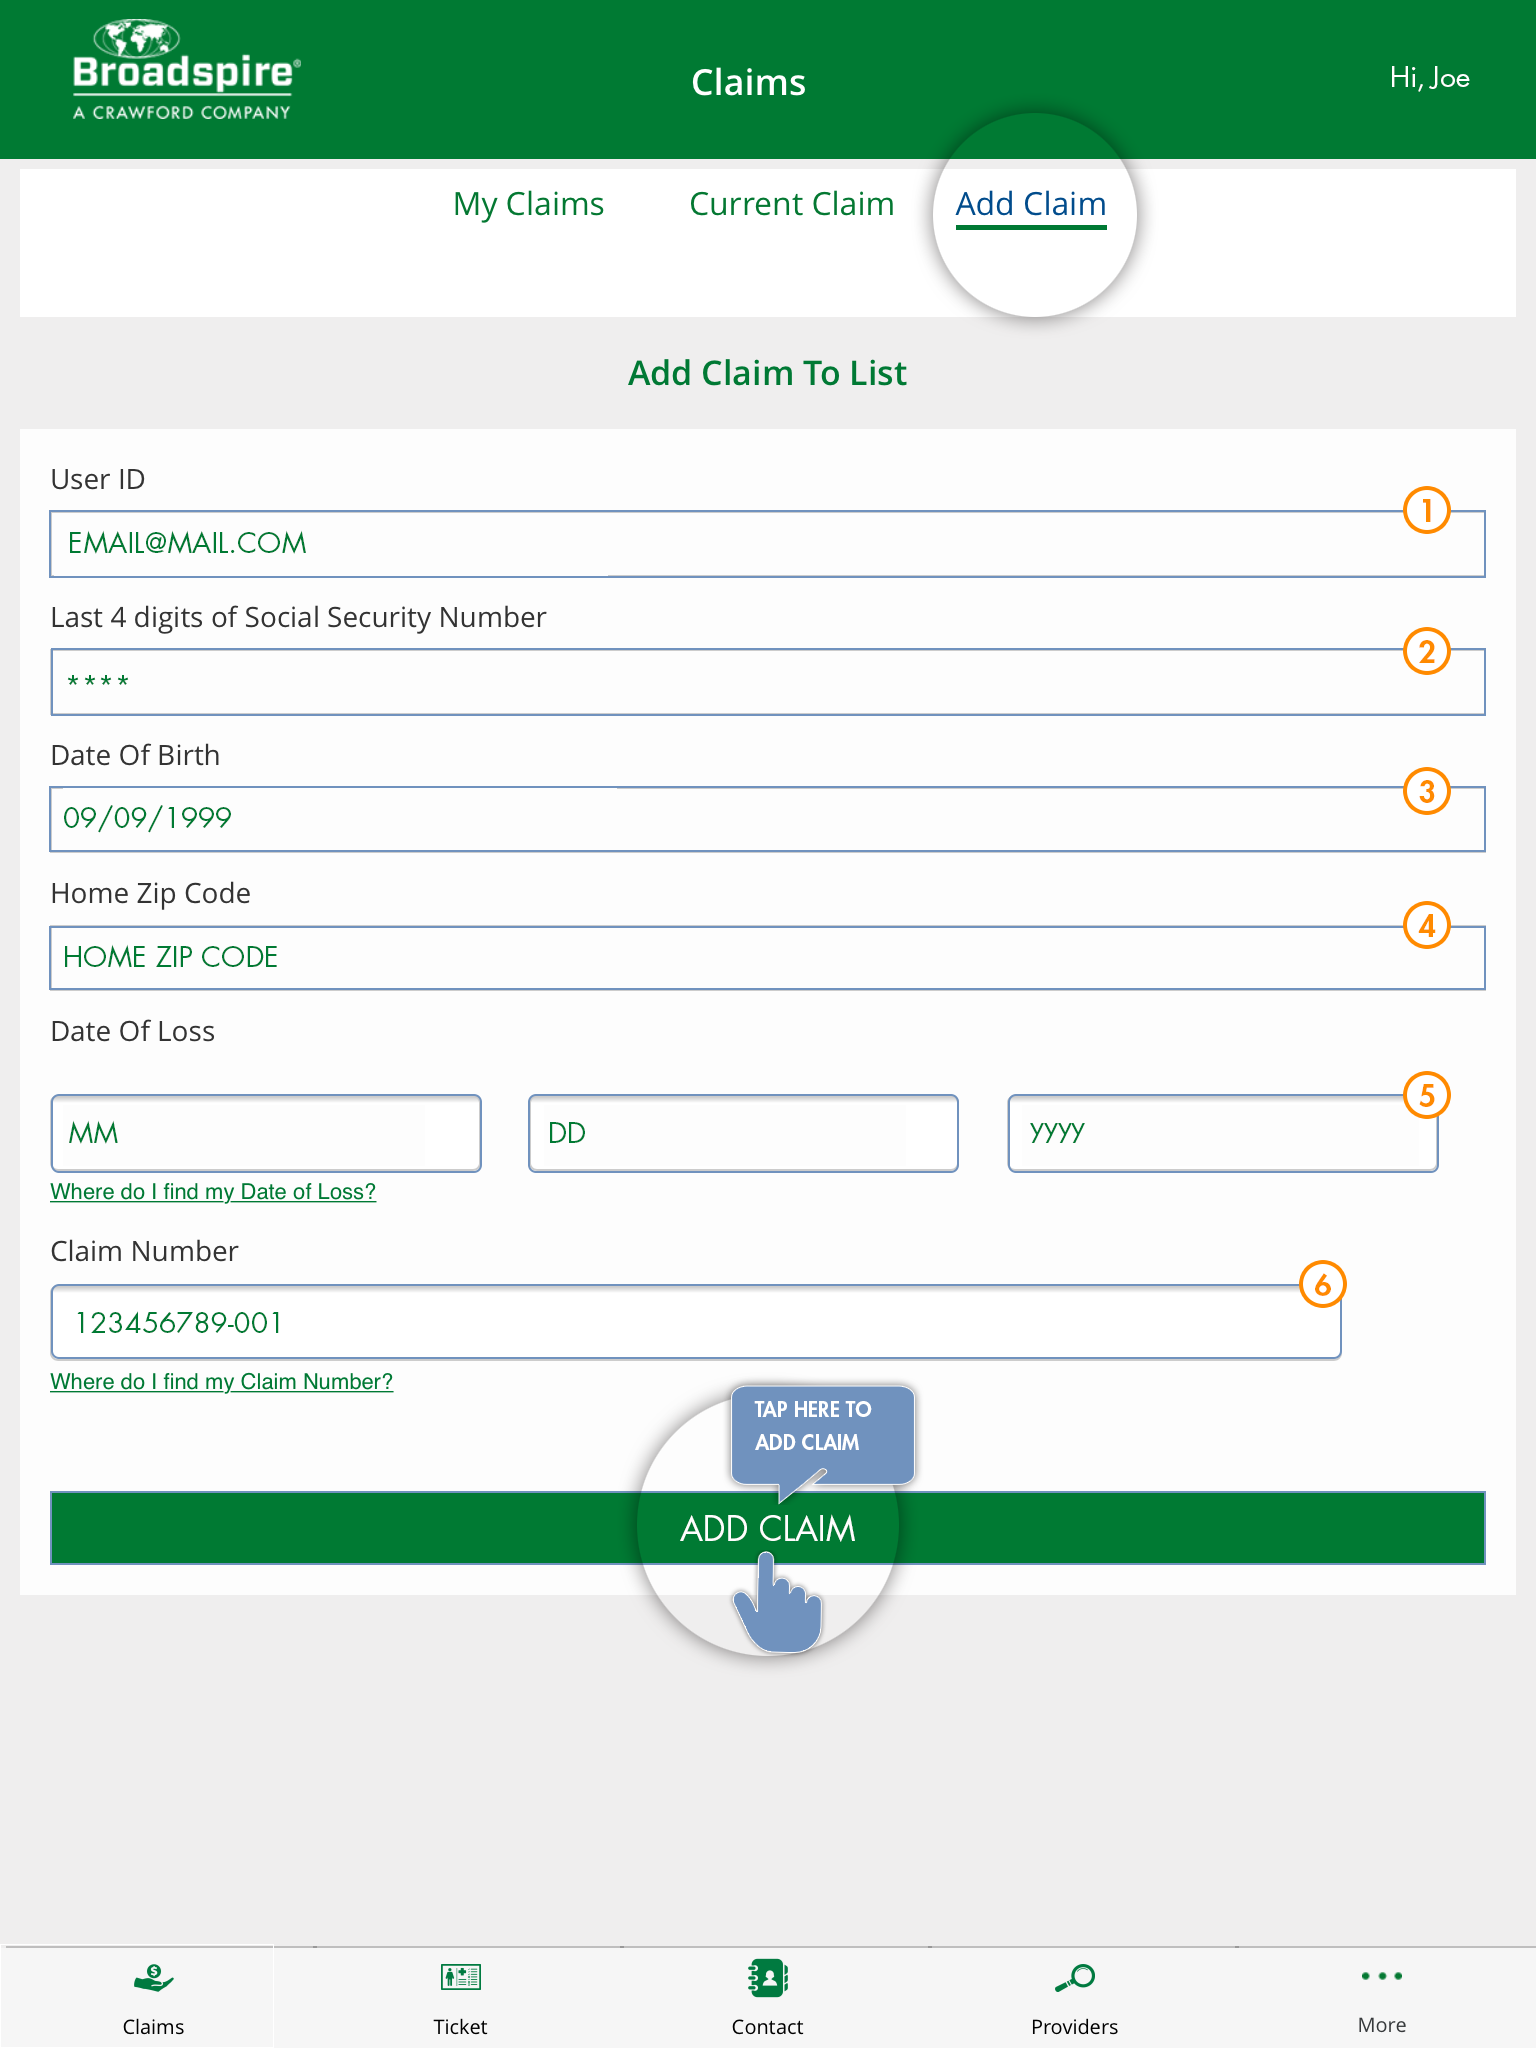 Broadspire®
A CRAWFORD COMPANY
Claims
Hi, Joe
My Claims
Current Claim
Add Claim
Add Claim To List
User ID
1
EMAIL@MAIL.COM
Last 4 digits of Social Security Number
2
****
Date Of Birth
3
09/09/1999
Home Zip Code
4
HOME ZIP CODE
Date Of Loss
5
MM
DD
YYYY
Where do I find my Date of Loss?
Claim Number
6
123456789-001
Where do I find my Claim Number?
TAP HERE TO
ADD CLAIM
ADD CLAIM
Claims
Ticket
Contact
Providers
More